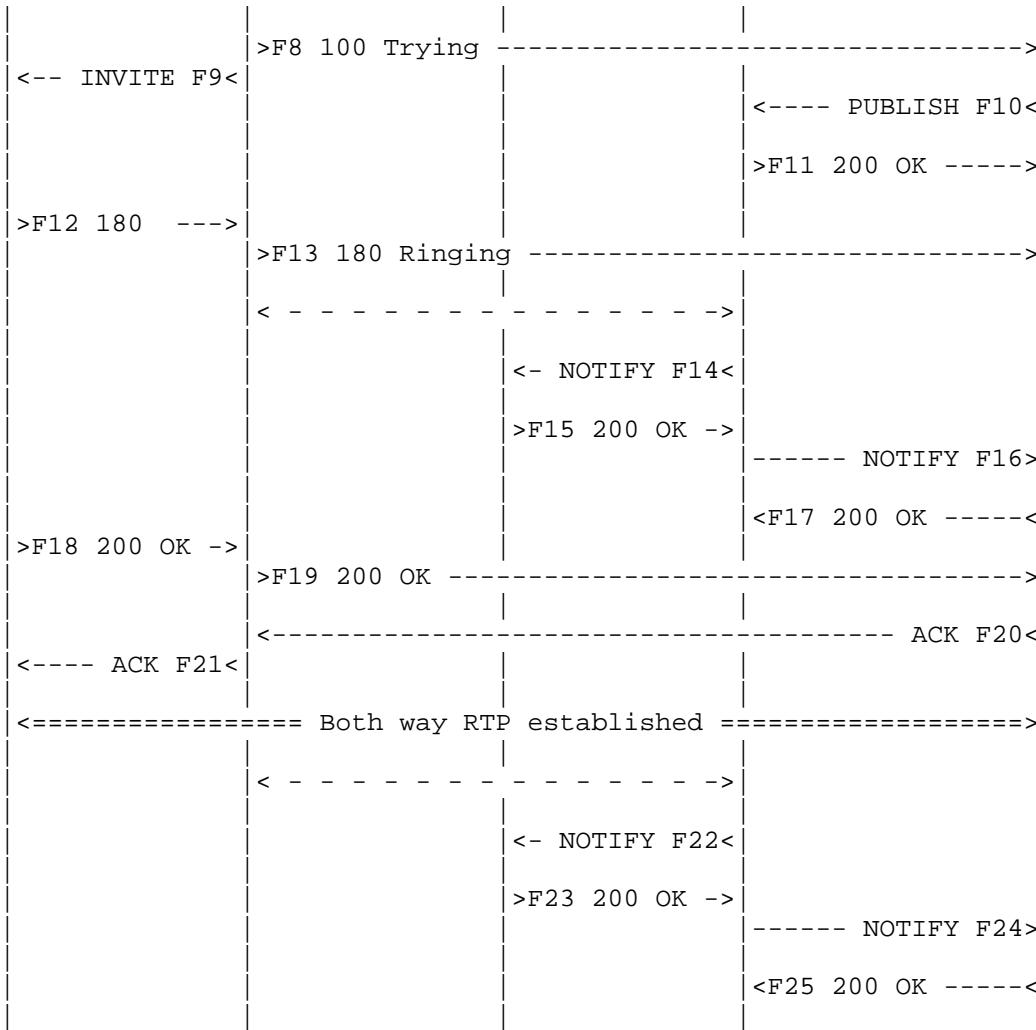 >F8 100 Trying --------------------------------->
<-- INVITE F9<
<---- PUBLISH F10<
>F11 200 OK ----->
>F12 180  --->
>F13 180 Ringing ------------------------------->
< - - - - - - - - - - - - - - ->
<- NOTIFY F14<
>F15 200 OK ->
------ NOTIFY F16>
<F17 200 OK -----<
>F18 200 OK ->
>F19 200 OK ------------------------------------>
<--------------------------------------- ACK F20<
<---- ACK F21<
<================= Both way RTP established ===================>
< - - - - - - - - - - - - - - ->
<- NOTIFY F22<
>F23 200 OK ->
------ NOTIFY F24>
<F25 200 OK -----<